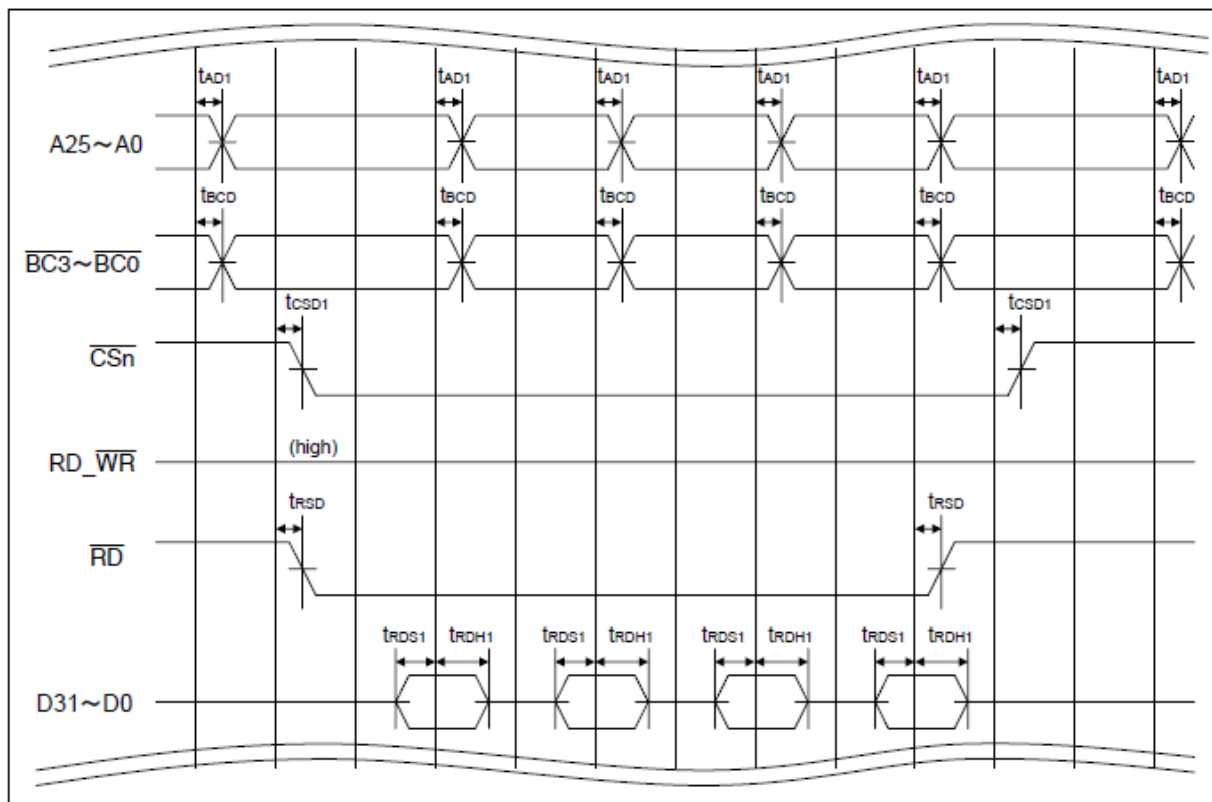 tAD1 tAD1 tAD1 tAD1 tAD1 tAD1
A25～A0
tBCD tBCD tBCD tBCD tBCD tBCD
BC3～BC0
tCSD1 tCSD1
CSn
(high)
RD_WR
tRSD tRSD
RD
tRDS1 tRDH1 tRDS1 tRDH1 tRDS1 tRDH1 tRDS1 tRDH1
D31～D0